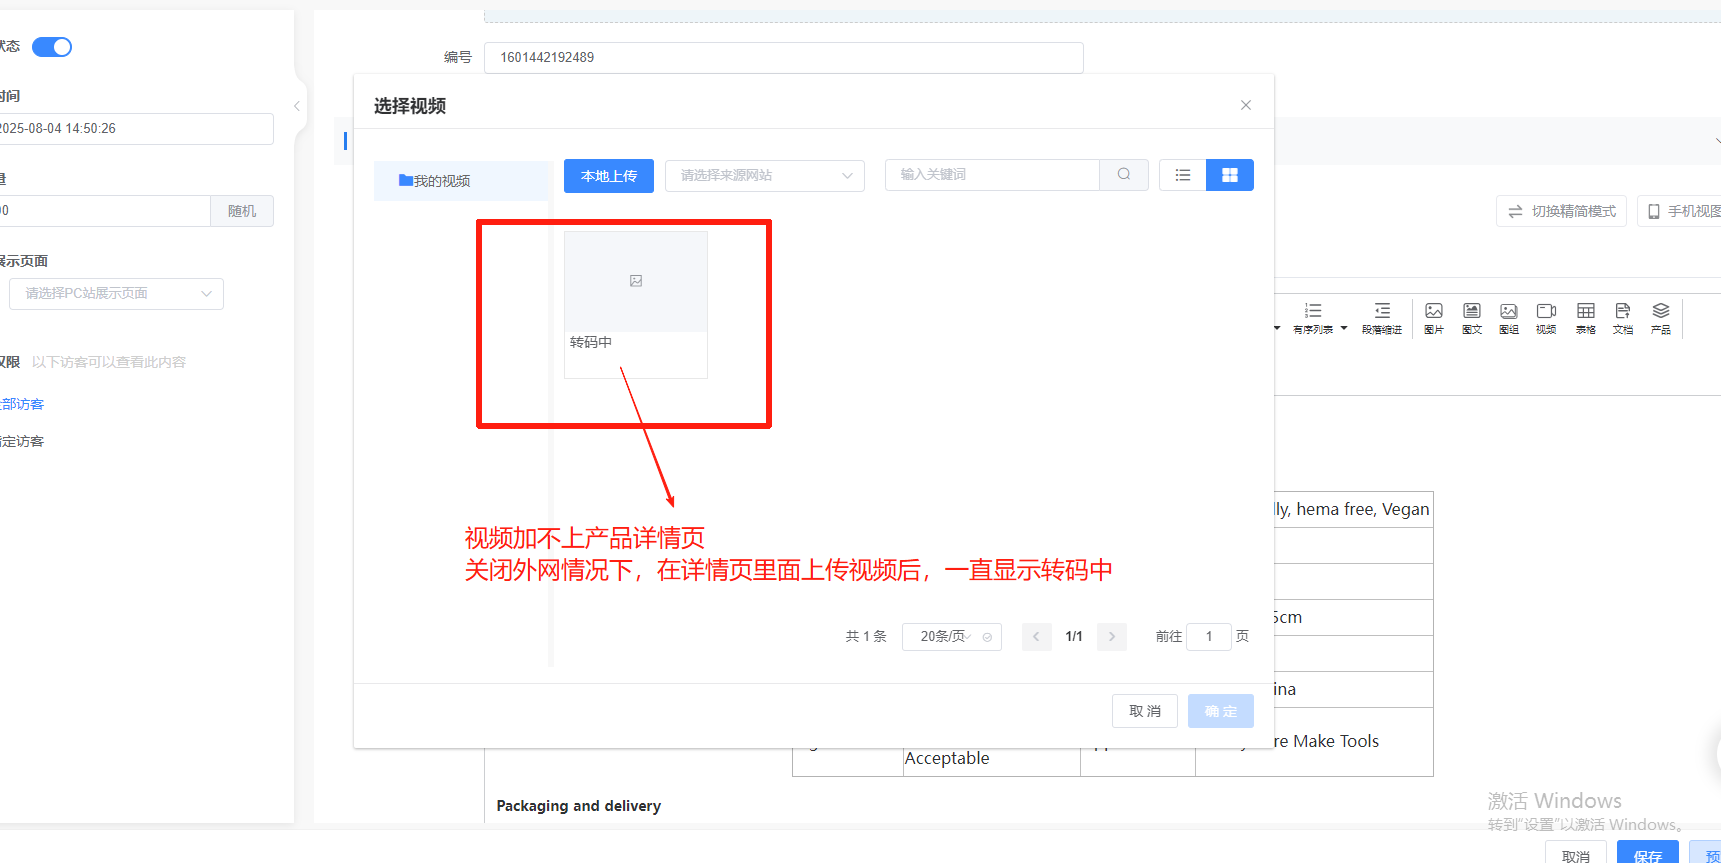 状态
编号
1601442192489
时间
2025-08-04 14:50:26
选择视频
我的视频
本地上传
请选择来源网站
输入关键词
量
00
随机
切换精简模式
手机视图
展示页面
请选择PC站展示页面
有序列表
段落缩进
图片
图文
图组
视频
表格
文档
产品
转码中
权限
以下访客可以查看此内容
全部访客
指定访客
lly, hema free, Vegan
视频加不上产品详情页
关闭外网情况下，在详情页里面上传视频后，一直显示转码中
5cm
共 1 条
20条/页
1/1
前往
1
页
ina
取 消
确 定
re Make Tools
Acceptable
Packaging and delivery
激活 Windows
转到“设置”以激活 Windows。
取消
保存
预